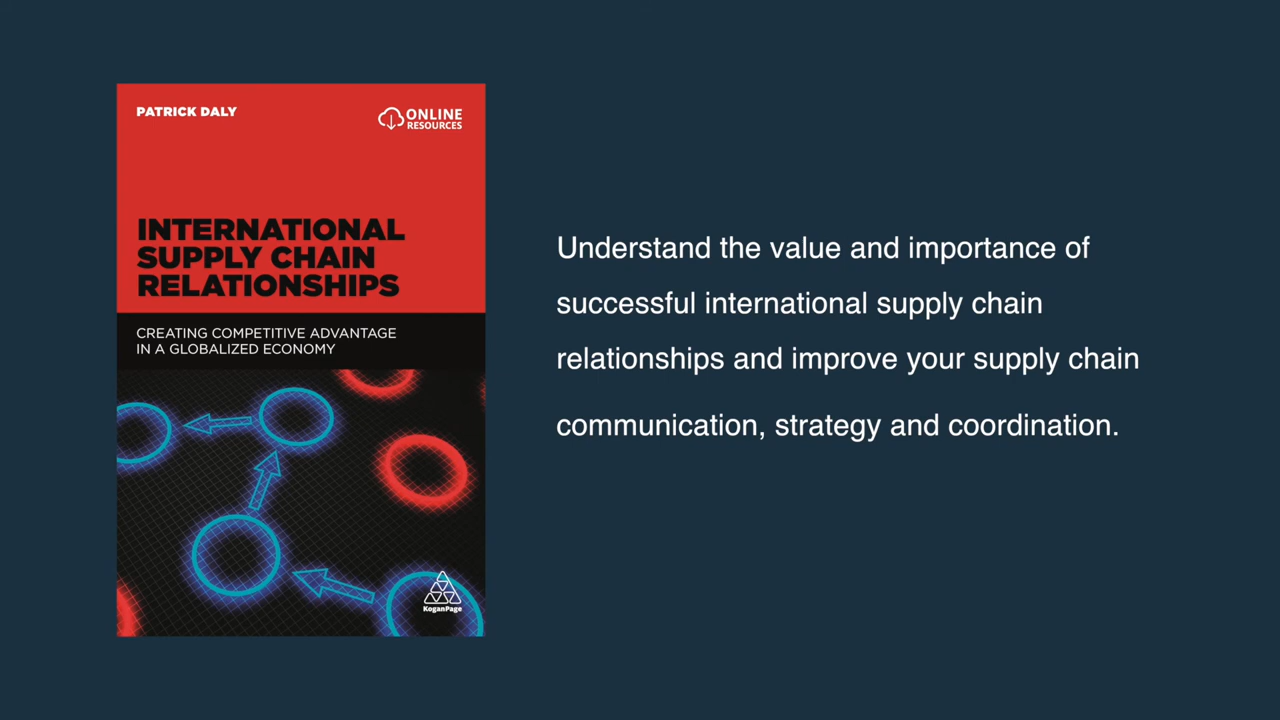 PATRICK DALY
ONLINE
RESOURCES
INTERNATIONAL
SUPPLY CHAIN
RELATIONSHIPS
CREATING COMPETITIVE ADVANTAGE
IN A GLOBALIZED ECONOMY
KoganPage
Understand the value and importance of
successful international supply chain
relationships and improve your supply chain
communication, strategy and coordination.